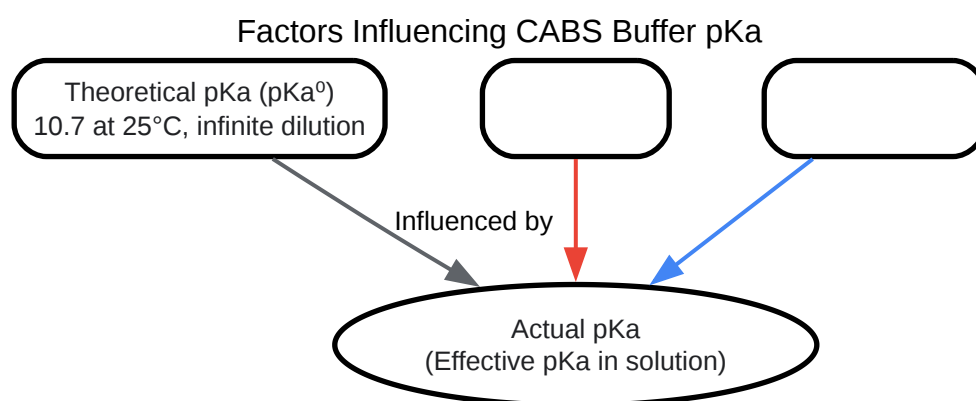 Factors Influencing CABS Buffer pKa
Theoretical pKa (pKa⁰)
10.7 at 25°C, infinite dilution
Influenced by
Actual pKa
(Effective pKa in solution)